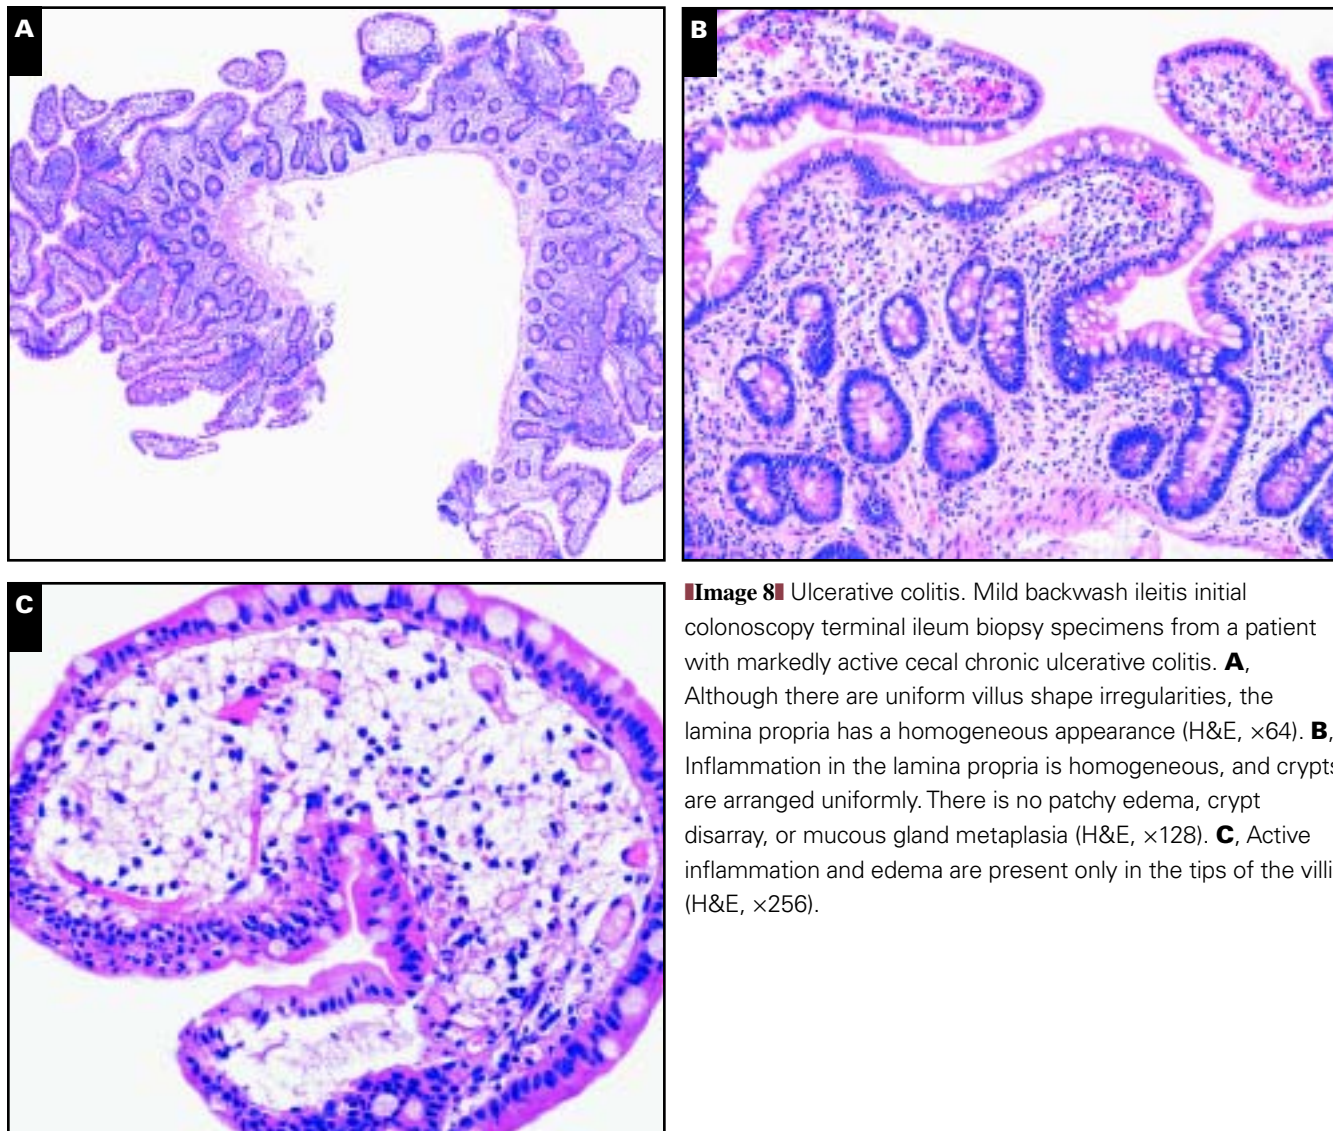 A
B
C
Image 8 Ulcerative colitis. Mild backwash ileitis initial
colonoscopy terminal ileum biopsy specimens from a patient
with markedly active cecal chronic ulcerative colitis. A,
Although there are uniform villus shape irregularities, the
lamina propria has a homogeneous appearance (H&E, ×64). B,
Inflammation in the lamina propria is homogeneous, and crypts
are arranged uniformly. There is no patchy edema, crypt
disarray, or mucous gland metaplasia (H&E, ×128). C, Active
inflammation and edema are present only in the tips of the villi
(H&E, ×256).